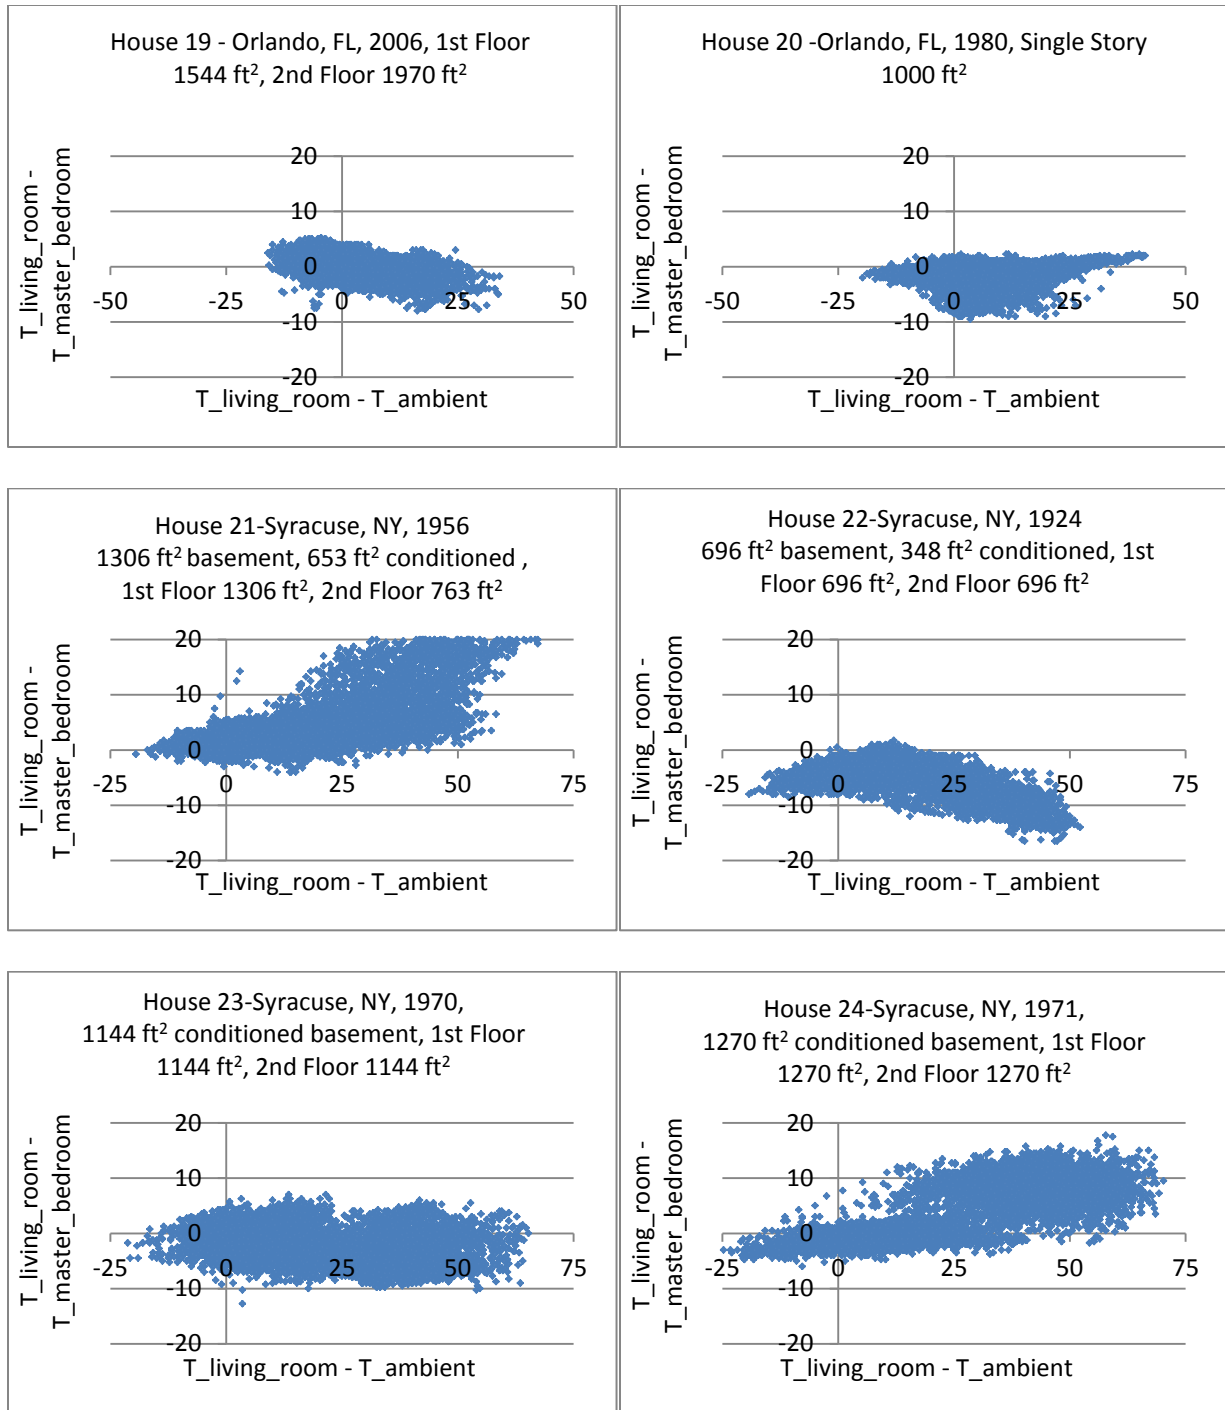 House 19 - Orlando, FL, 2006, 1st Floor
1544 ft², 2nd Floor 1970 ft²
T_living_room -
T_master_bedroom
20
10
0
-10
-20
-50
-25
0
25
50
T_living_room - T_ambient
House 20 -Orlando, FL, 1980, Single Story
1000 ft²
T_living_room -
T_master_bedroom
20
10
0
-10
-20
-50
-25
0
25
50
T_living_room - T_ambient
House 21-Syracuse, NY, 1956
1306 ft² basement, 653 ft² conditioned ,
1st Floor 1306 ft², 2nd Floor 763 ft²
T_living_room -
T_master_bedroom
20
10
0
-10
-20
-25
0
25
50
75
T_living_room - T_ambient
House 22-Syracuse, NY, 1924
696 ft² basement, 348 ft² conditioned, 1st
Floor 696 ft², 2nd Floor 696 ft²
T_living_room -
T_master_bedroom
20
10
0
-10
-20
-25
0
25
50
75
T_living_room - T_ambient
House 23-Syracuse, NY, 1970,
1144 ft² conditioned basement, 1st Floor
1144 ft², 2nd Floor 1144 ft²
T_living_room -
T_master_bedroom
20
10
0
-10
-20
-25
0
25
50
75
T_living_room - T_ambient
House 24-Syracuse, NY, 1971,
1270 ft² conditioned basement, 1st Floor
1270 ft², 2nd Floor 1270 ft²
T_living_room -
T_master_bedroom
20
10
0
-10
-20
-25
0
25
50
75
T_living_room - T_ambient